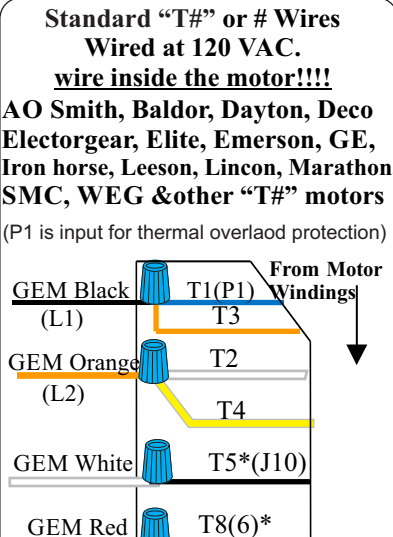 Standard “T#” or # Wires
Wired at 120 VAC.
wire inside the motor!!!!
AO Smith, Baldor, Dayton, Deco
Electorgear, Elite, Emerson, GE,
Iron horse, Leeson, Lincon, Marathon
SMC, WEG &other “T#” motors
(P1 is input for thermal overlaod protection)
From Motor
Windings
GEM Black T1(P1)
(L1) T3
GEM Orange T2
(L2)
T4
GEM White T5*(J10)
GEM Red T8(6)*